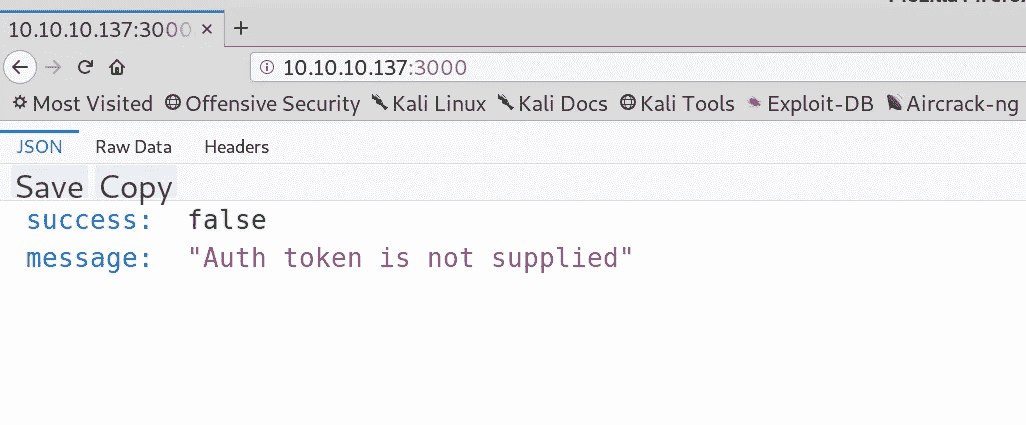 10.10.10.137:3000
10.10.10.137:3000
Most Visited Offensive Security Kali Linux Kali Docs Kali Tools Exploit-DB Aircrack-ng
JSON Raw Data Headers
Save Copy
success: false
message: "Auth token is not supplied"